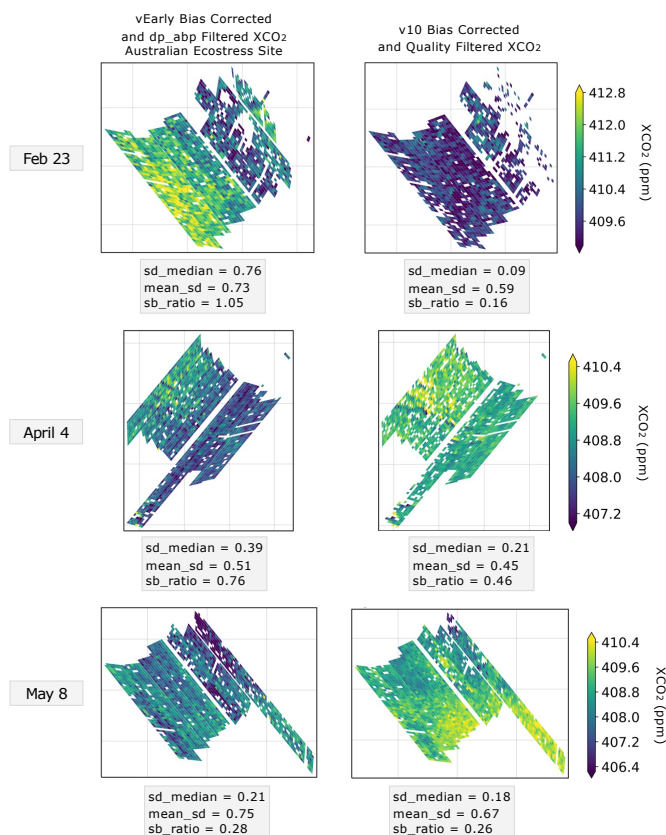 vEarly Bias Corrected
and dp_abp Filtered XCO2
Australian Ecostress Site
v10 Bias Corrected
and Quality Filtered XCO2
Feb 23
412.8
412.0
411.2
410.4
409.6
XCO2 (ppm)
sd_median = 0.76
mean_sd = 0.73
sb_ratio = 1.05
sd_median = 0.09
mean_sd = 0.59
sb_ratio = 0.16
April 4
410.4
409.6
408.8
408.0
407.2
XCO2 (ppm)
sd_median = 0.39
mean_sd = 0.51
sb_ratio = 0.76
sd_median = 0.21
mean_sd = 0.45
sb_ratio = 0.46
May 8
410.4
409.6
408.8
408.0
407.2
406.4
XCO2 (ppm)
sd_median = 0.21
mean_sd = 0.75
sb_ratio = 0.28
sd_median = 0.18
mean_sd = 0.67
sb_ratio = 0.26